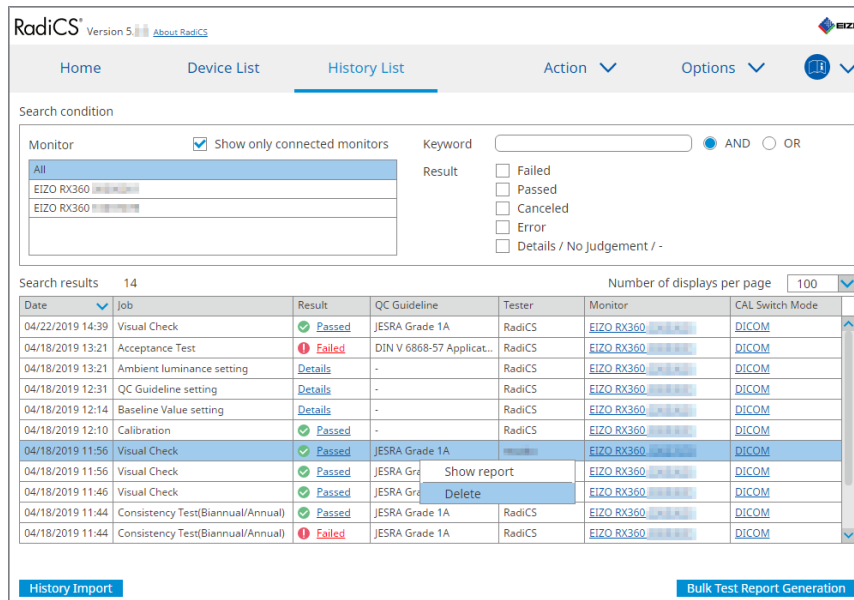 RadiCS® Version 5. About RadiCS EIZ
Home Device List History List Action Options
Search condition
Monitor Show only connected monitors Keyword AND OR
All Result Failed
EIZO RX360 Passed
EIZO RX360 Canceled
Error
Details / No Judgement / -
Search results 14 Number of displays per page 100
Date Job Result QC Guideline Tester Monitor CAL Switch Mode
04/22/2019 14:39 Visual Check Passed JESRA Grade 1A RadiCS EIZO RX360 DICOM
04/18/2019 13:21 Acceptance Test Failed DIN V 6868-57 Applicat... RadiCS EIZO RX360 DICOM
04/18/2019 13:21 Ambient luminance setting Details - RadiCS EIZO RX360 DICOM
04/18/2019 12:31 QC Guideline setting Details - RadiCS EIZO RX360 DICOM
04/18/2019 12:14 Baseline Value setting Details - RadiCS EIZO RX360 DICOM
04/18/2019 12:10 Calibration Passed - RadiCS EIZO RX360 DICOM
04/18/2019 11:56 Visual Check Passed JESRA Grade 1A EIZO RX360 DICOM
04/18/2019 11:56 Visual Check Passed JESRA Gra Show report EIZO RX360 DICOM
04/18/2019 11:46 Visual Check Passed JESRA Gra Delete EIZO RX360 DICOM
04/18/2019 11:44 Consistency Test(Biannual/Annual) Passed JESRA Grade 1A RadiCS EIZO RX360 DICOM
04/18/2019 11:44 Consistency Test(Biannual/Annual) Failed JESRA Grade 1A RadiCS EIZO RX360 DICOM
History Import Bulk Test Report Generation